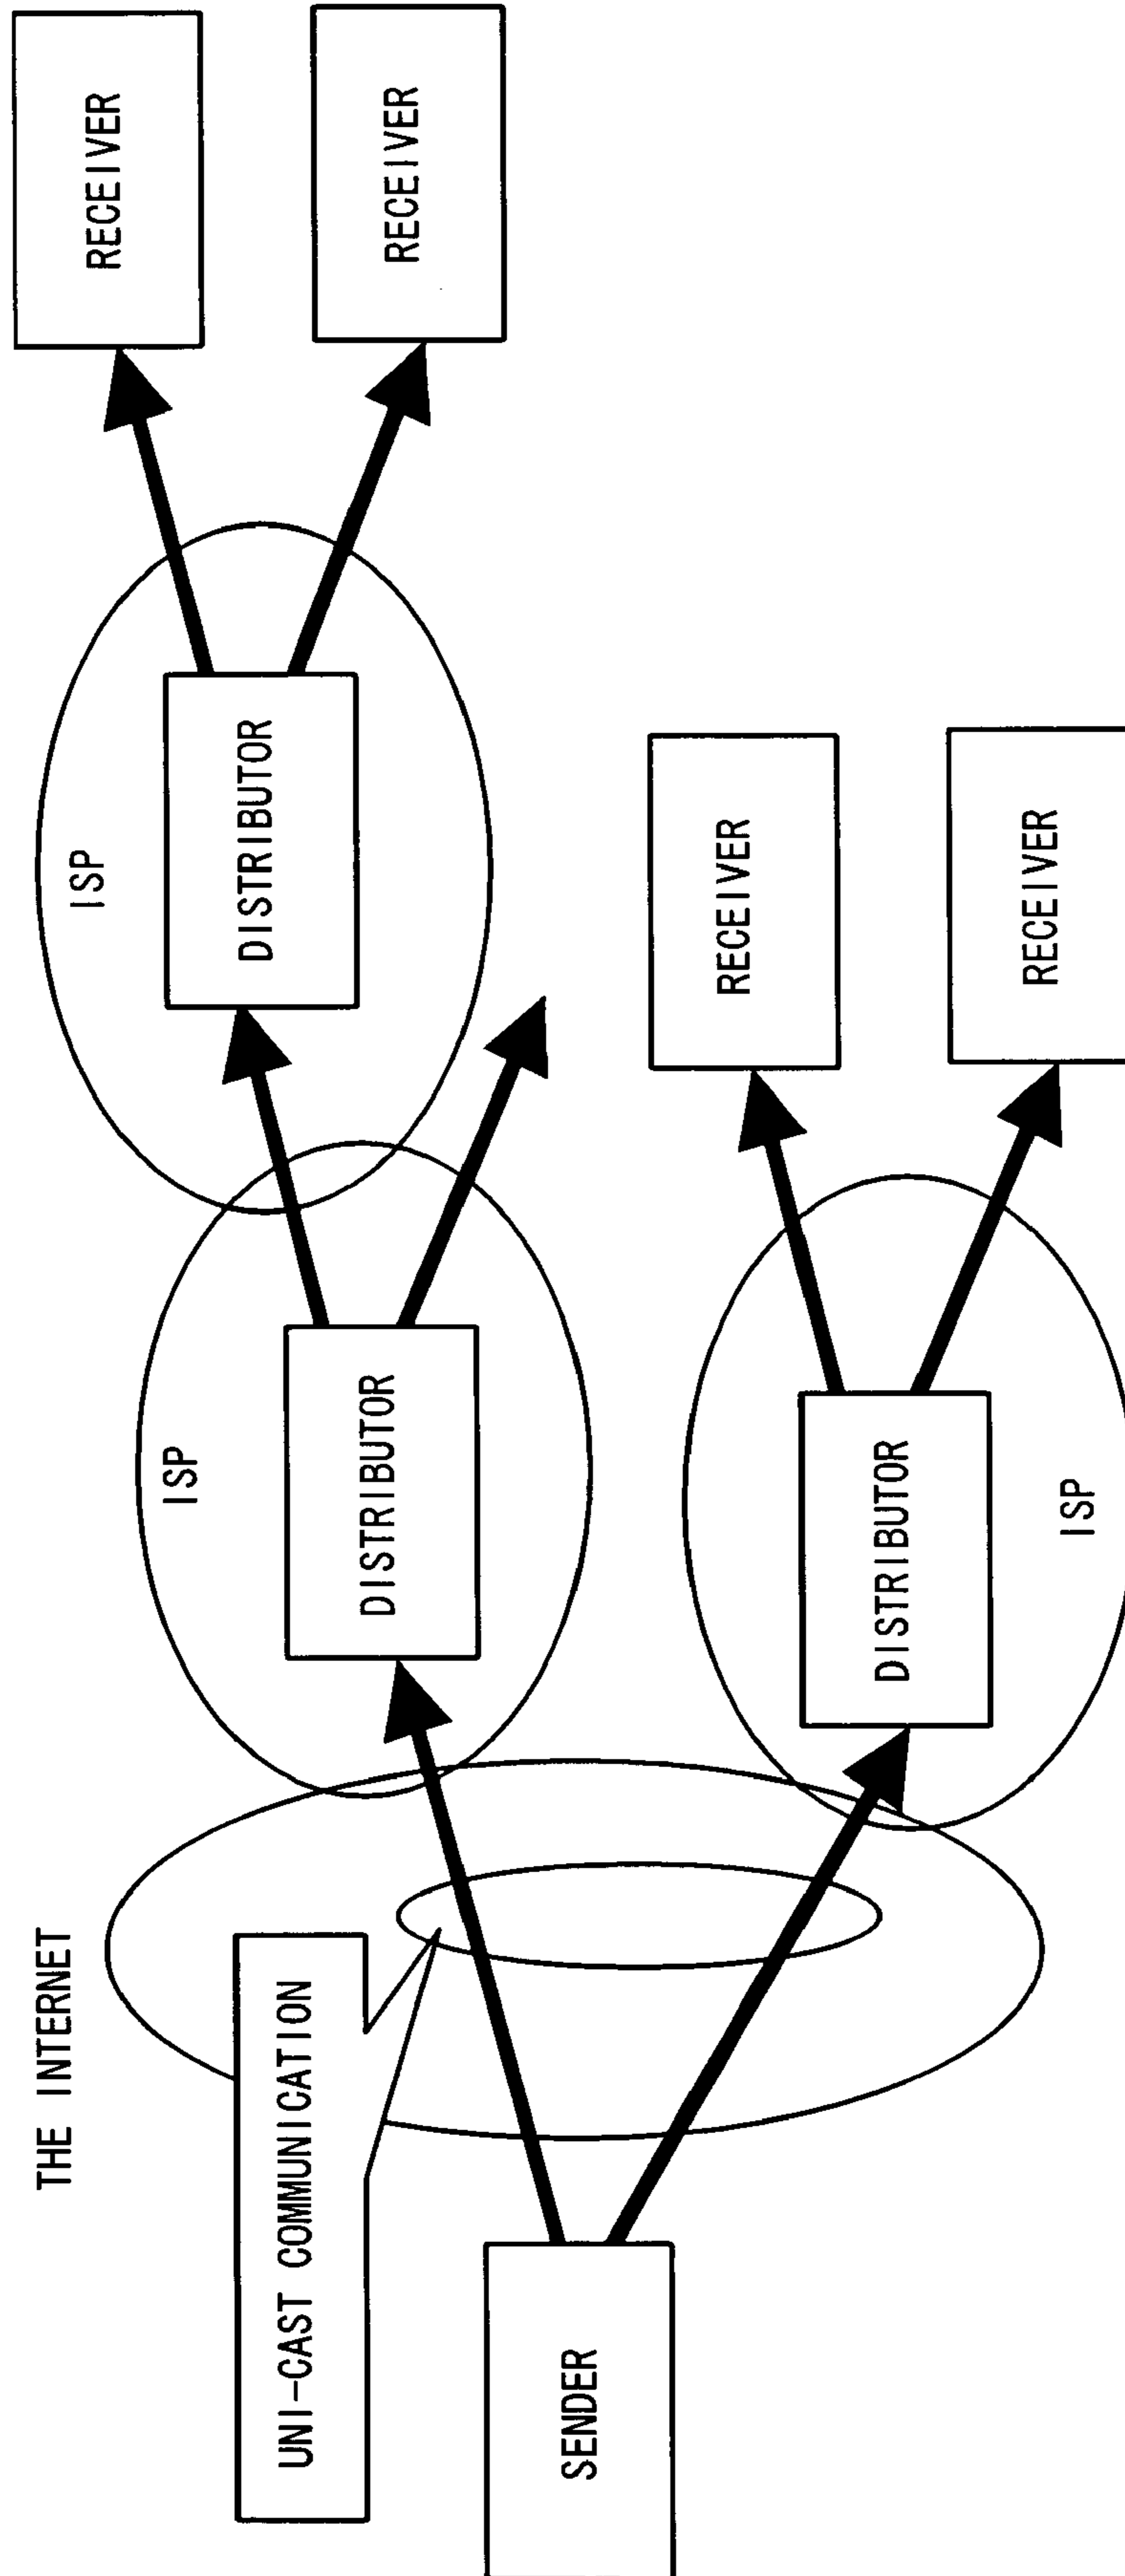 THE INTERNET
UNI-CAST COMMUNICATION
SENDER
ISP
DISTRIBUTOR
ISP
DISTRIBUTOR
DISTRIBUTOR
ISP
RECEIVER
RECEIVER
RECEIVER
RECEIVER